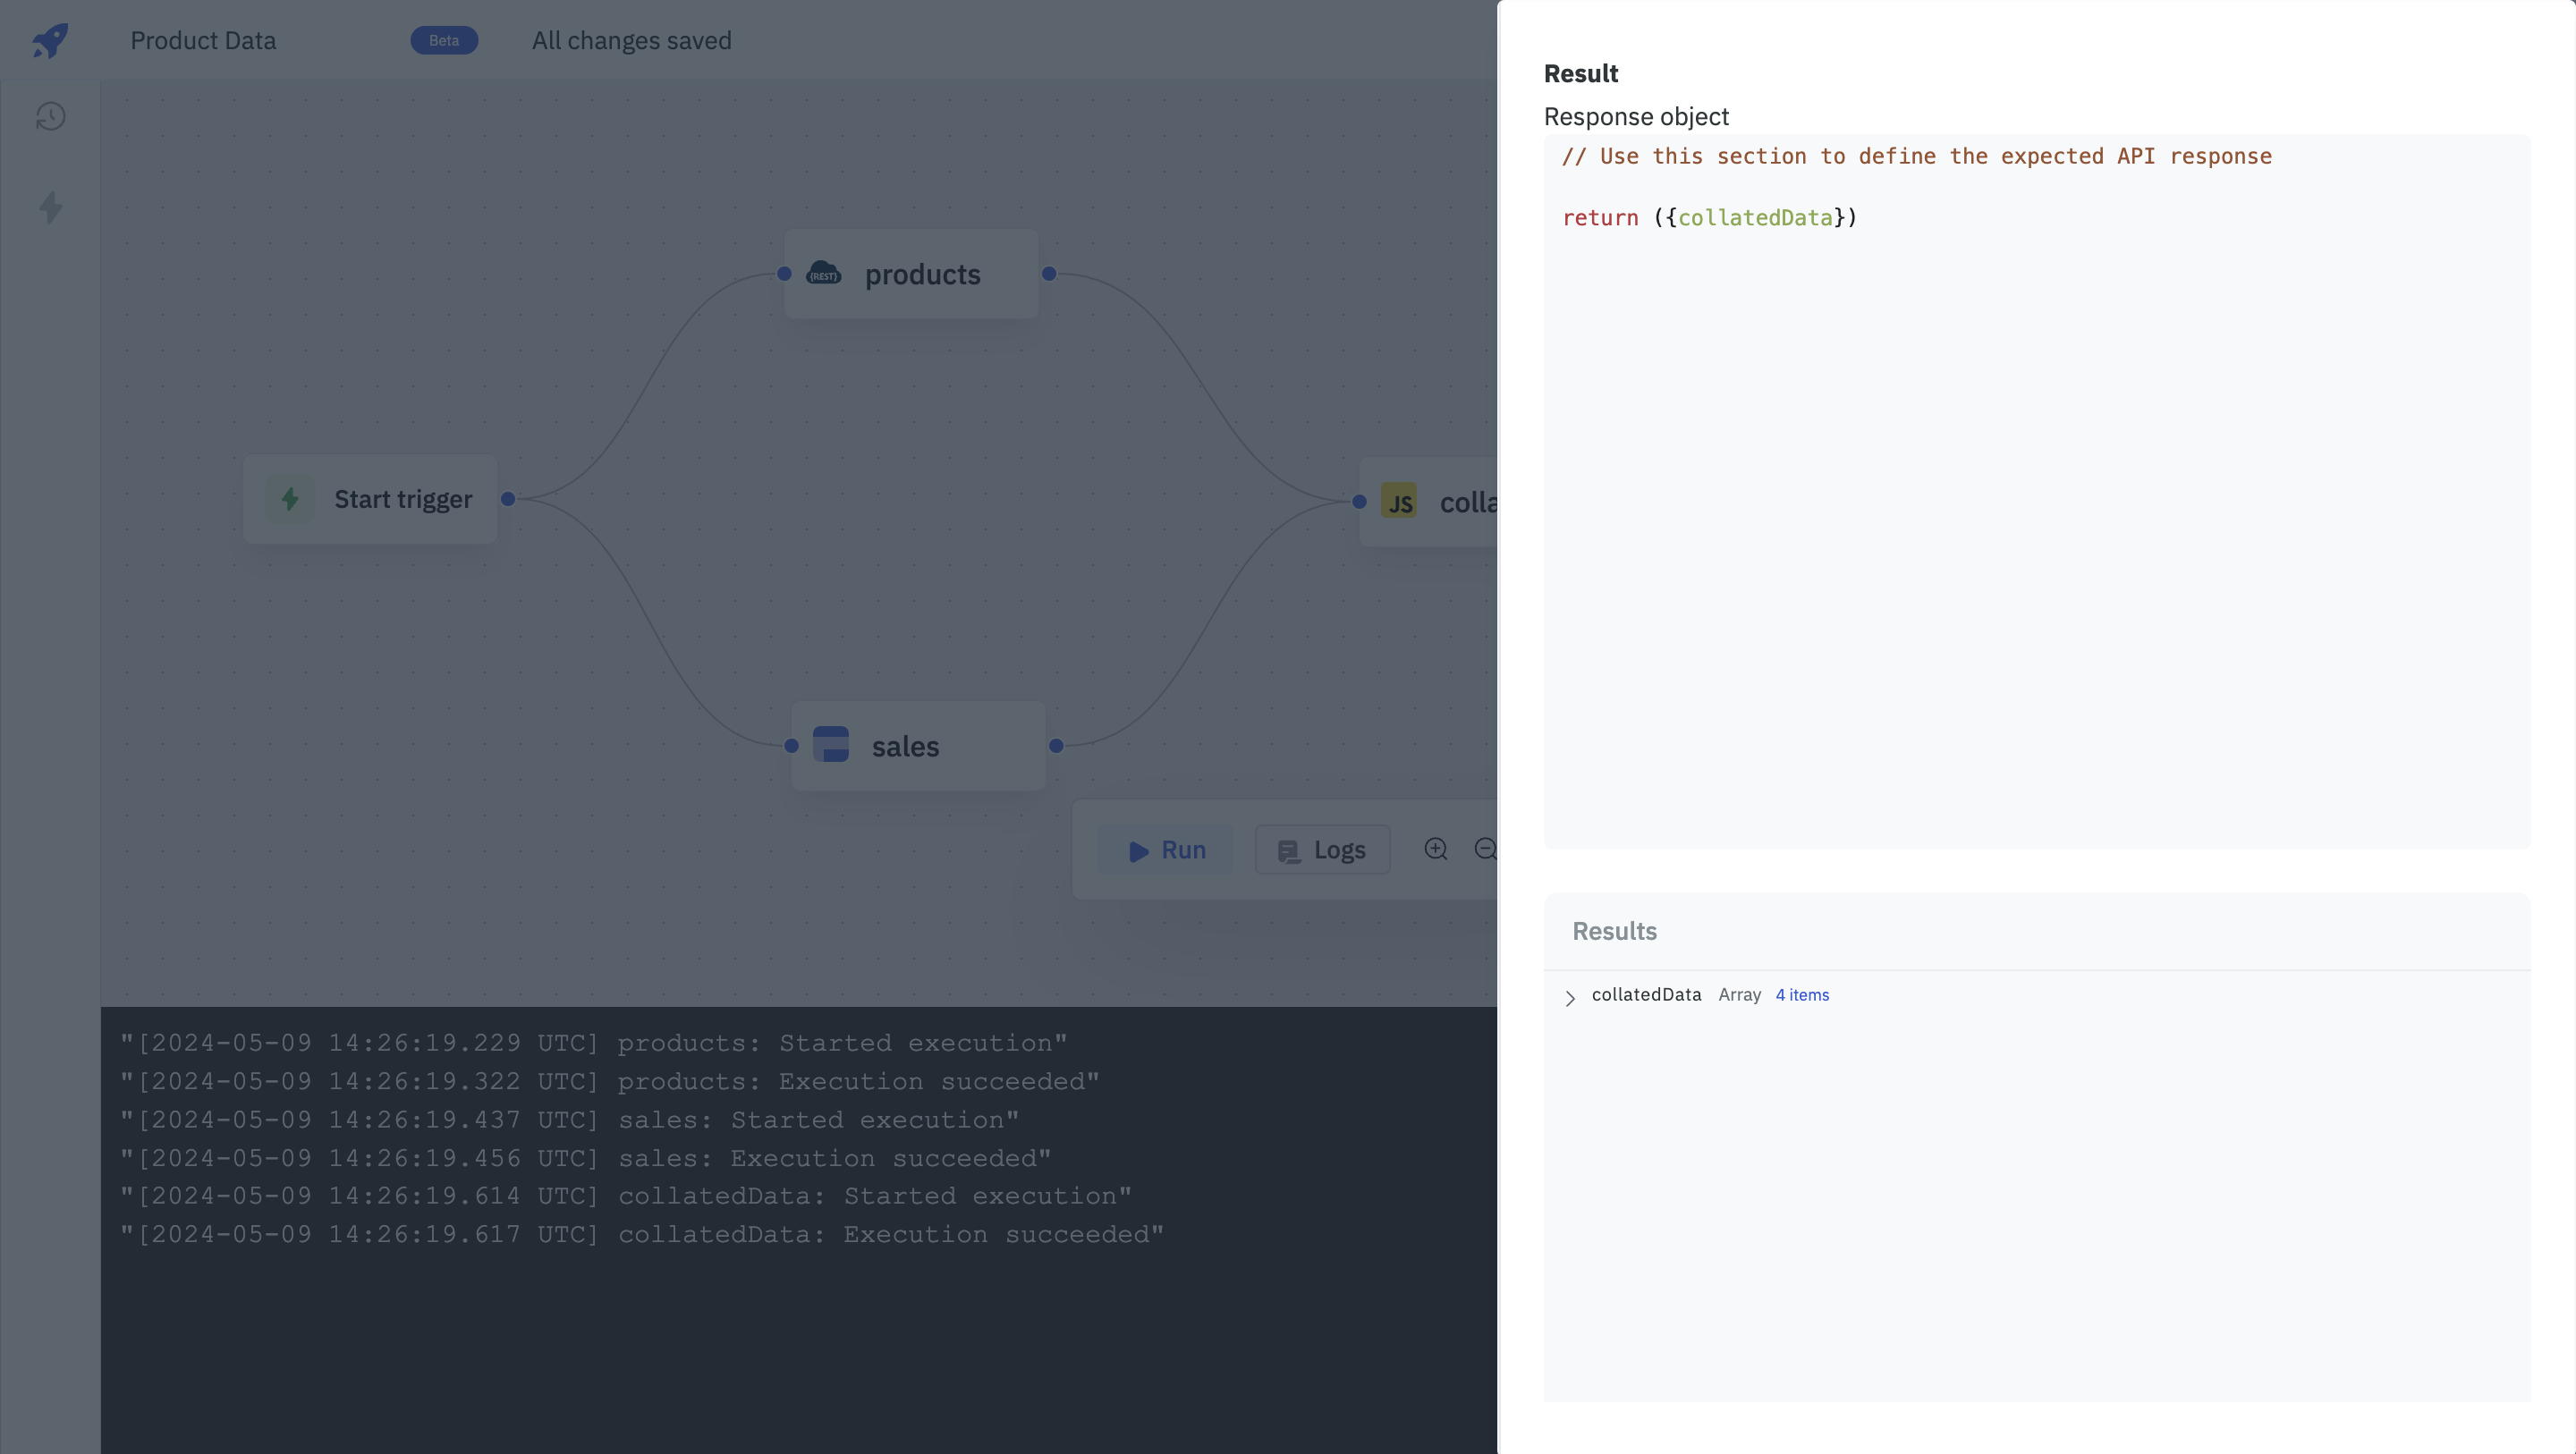 Product Data
Beta
All changes saved
{REST}
products
Start trigger
JS
colla
sales
Run
Logs
"[2024-05-09 14:26:19.229 UTC] products: Started execution"
"[2024-05-09 14:26:19.322 UTC] products: Execution succeeded"
"[2024-05-09 14:26:19.437 UTC] sales: Started execution"
"[2024-05-09 14:26:19.456 UTC] sales: Execution succeeded"
"[2024-05-09 14:26:19.614 UTC] collatedData: Started execution"
"[2024-05-09 14:26:19.617 UTC] collatedData: Execution succeeded"
Result
Response object
// Use this section to define the expected API response
return ({collatedData})
Results
collatedData Array 4 items